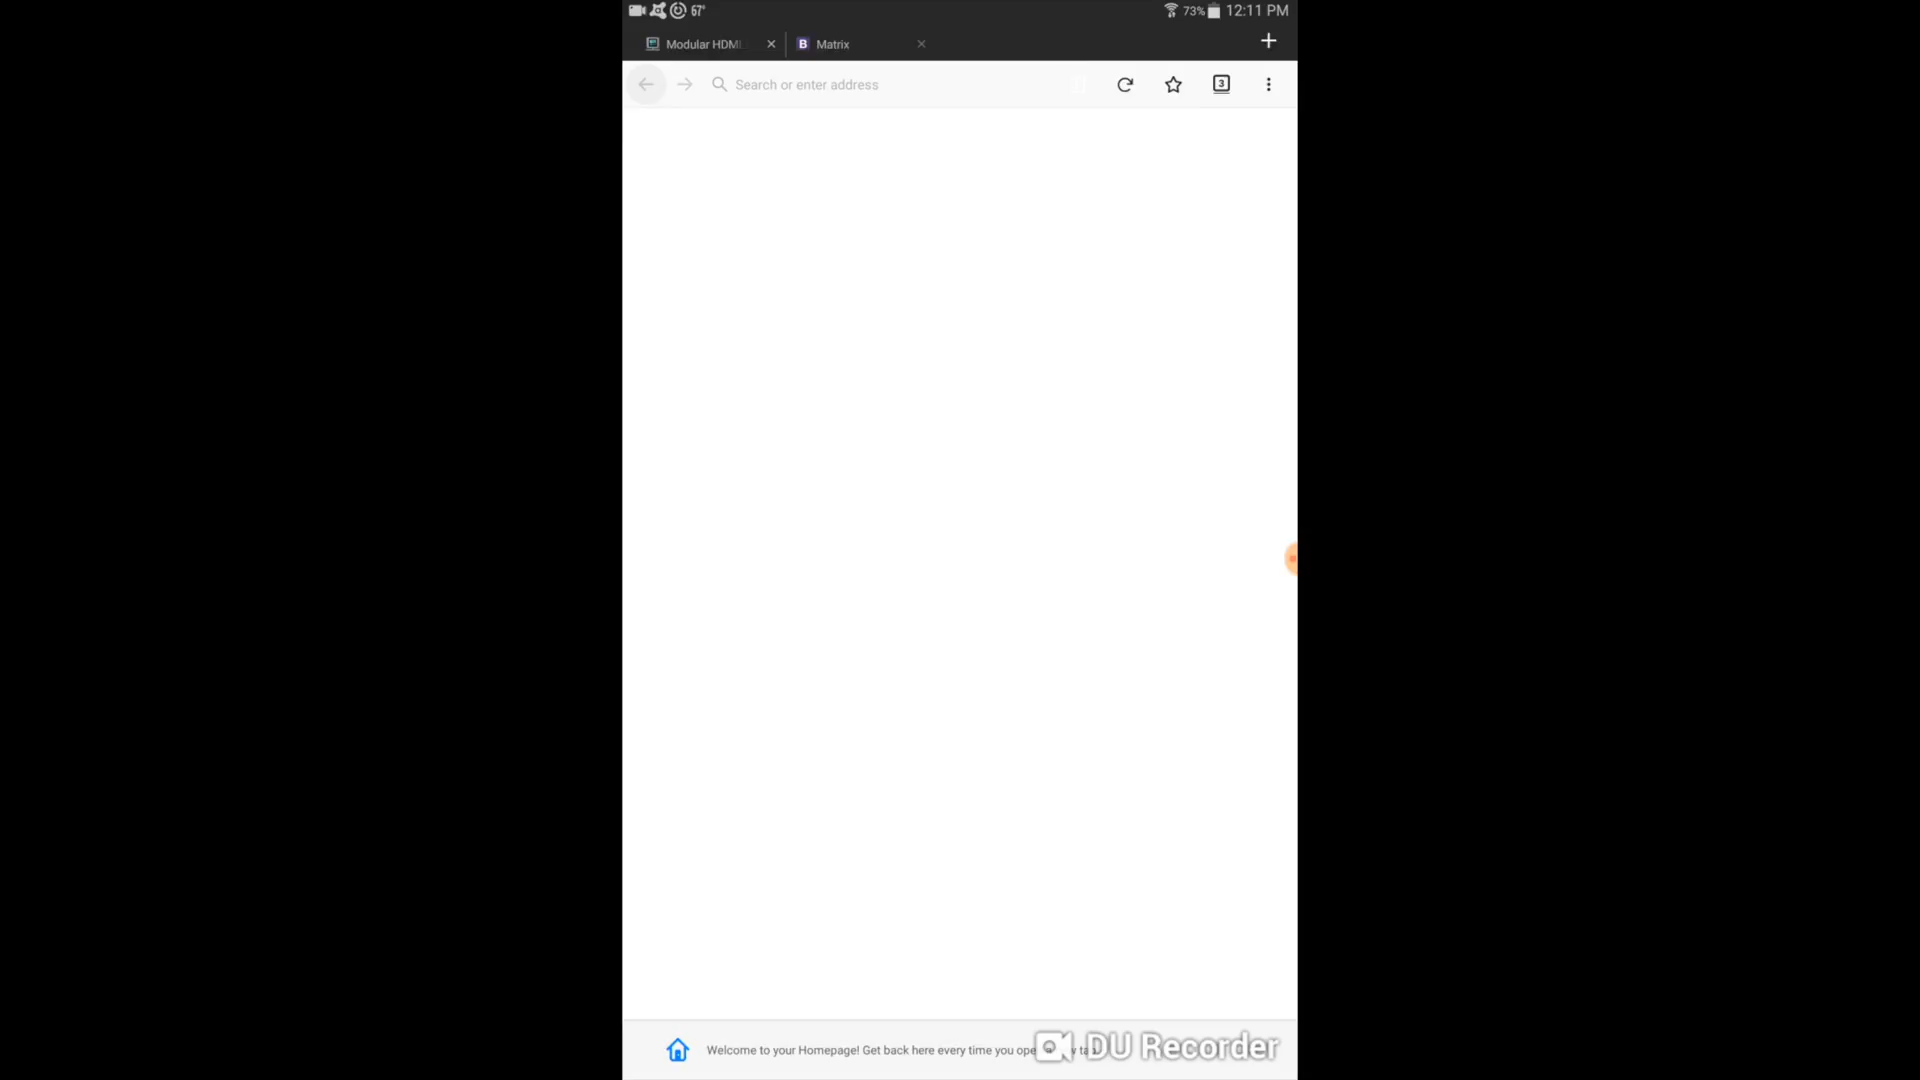 67°
73% 12:11 PM
Modular HDMI
B Matrix
Search or enter address
3
Welcome to your Homepage! Get back here every time you
DU Recorder